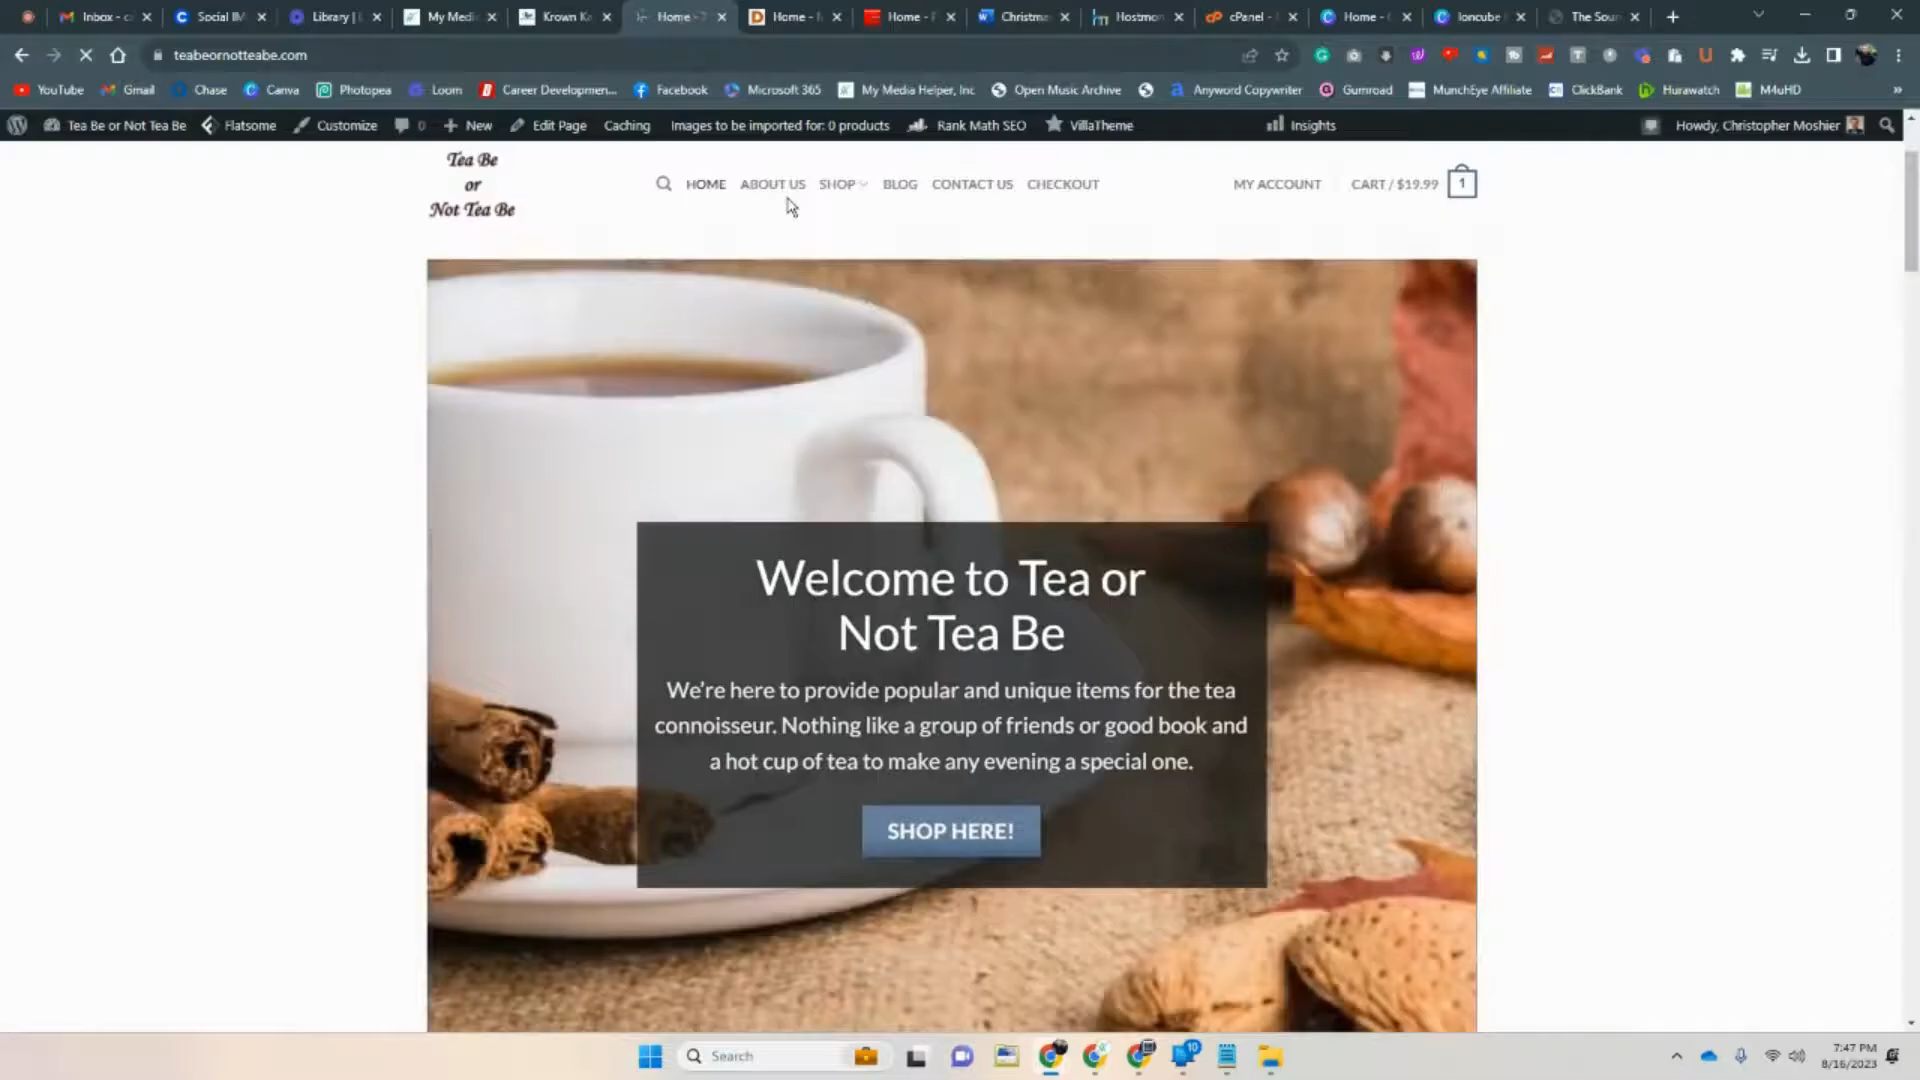 Inbox - c
Social IM
Library |
My Medi
Krown K
Home - T
Home -
Home - F
Christma
Hostmon
cPanel -
Home - (
Ioncube
The Sour
teabeornotteabe.com
YouTube
Gmail
Chase
Canva
Photopea
Loom
Career Developmen...
Facebook
Microsoft 365
My Media Helper, Inc
Open Music Archive
Anyword Copywriter
Gumroad
MunchEye Affiliate
ClickBank
Hurawatch
M4uHD
»
Tea Be or Not Tea Be
Flatsome
Customize
0
New
Edit Page
Caching
Images to be imported for: 0 products
Rank Math SEO
VillaTheme
Insights
Howdy, Christopher Moshier
Tea Be
or
Not Tea Be
HOME
ABOUT US
SHOP
BLOG
CONTACT US
CHECKOUT
MY ACCOUNT
CART / $19.99
1
Welcome to Tea or
Not Tea Be
We're here to provide popular and unique items for the tea
connoisseur. Nothing like a group of friends or good book and
a hot cup of tea to make any evening a special one.
SHOP HERE!
Search
10
7:47 PM
8/16/2023